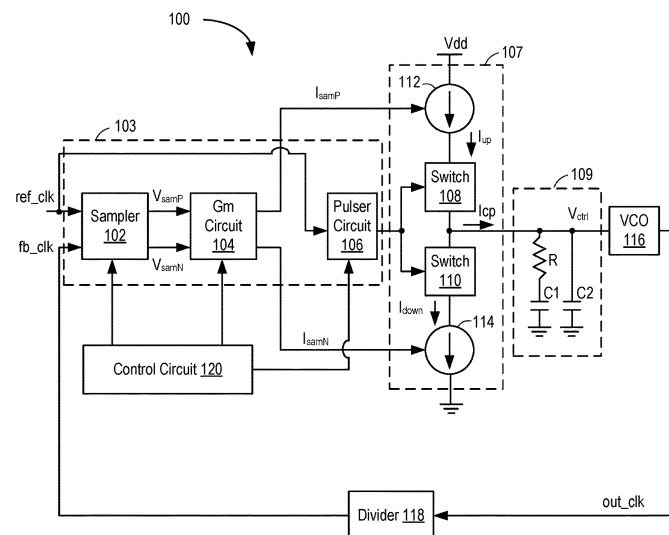 100
Vdd
107
112
IsamP
Iup
103
109
Switch
108
ref_clk
VsamP
Sampler
102
Gm
Circuit
104
Pulser
Circuit
106
Icp
Vctrl
VCO
116
fb_clk
VsamN
R
Switch
110
C1
C2
Idown
114
IsamN
Control Circuit 120
out_clk
Divider 118